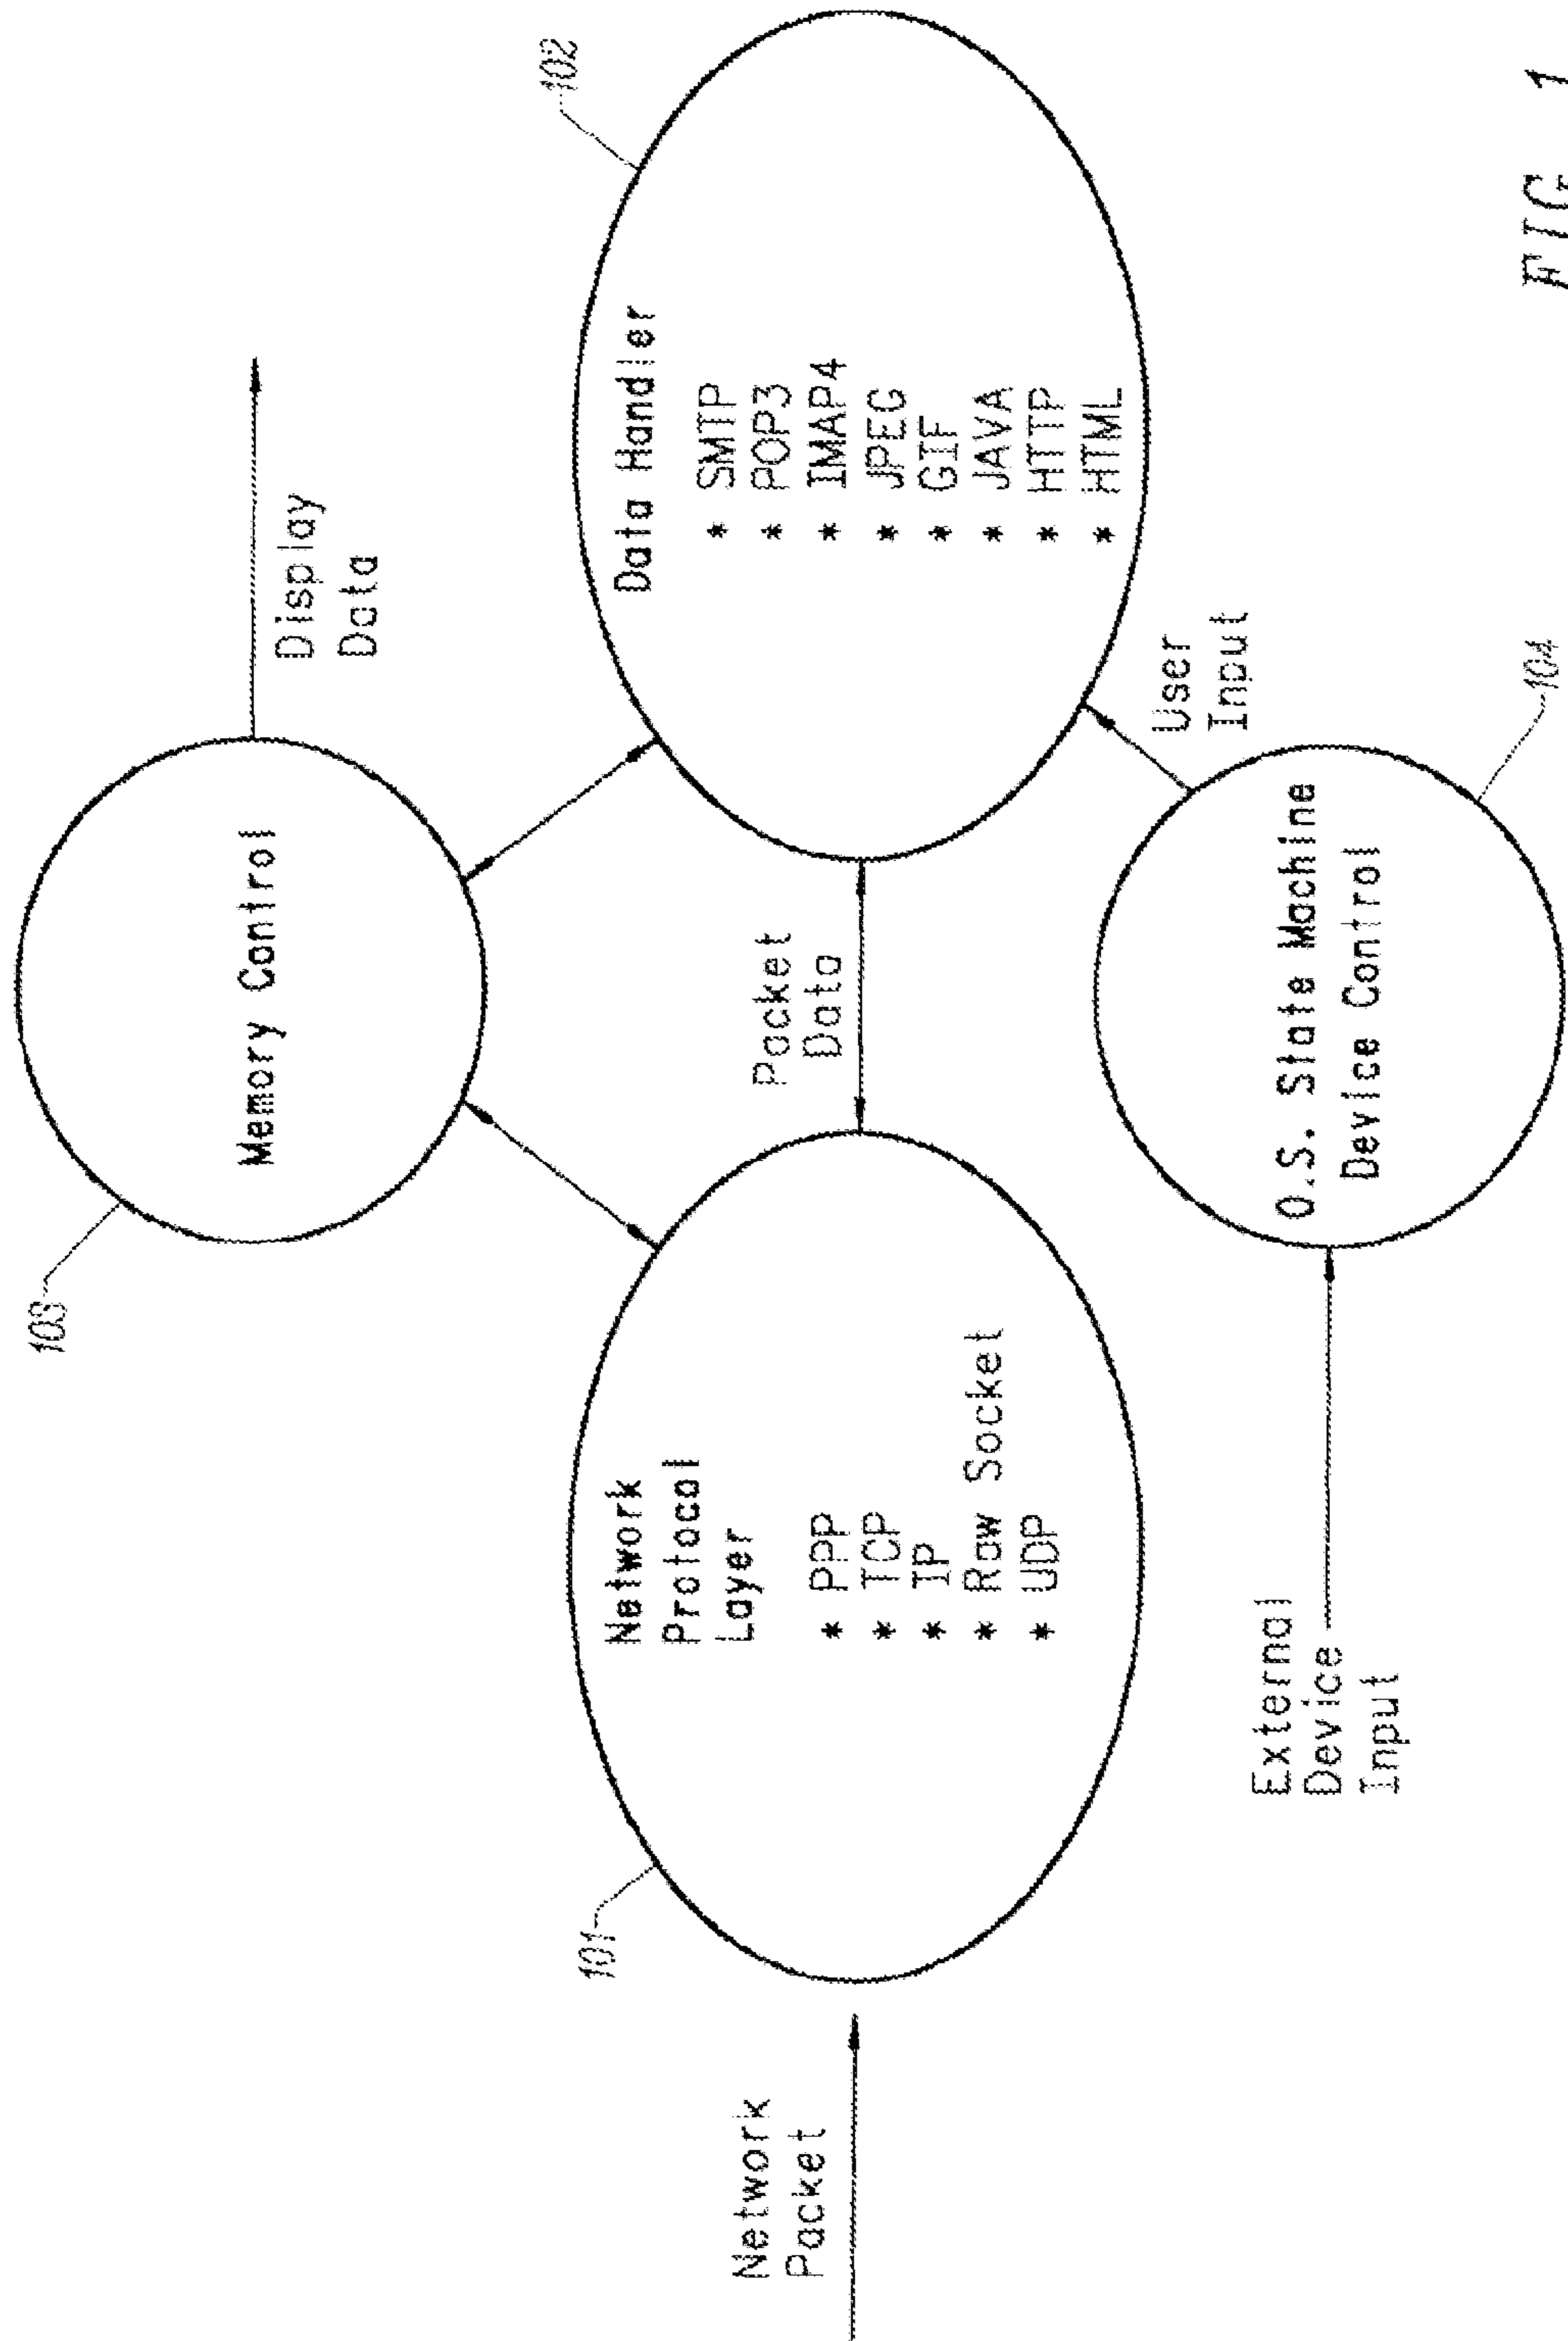 103
Memory Control
Display
Data
102
Data Handler
* SMTP
* POP3
* IMAP4
* JPEG
* GIF
* JAVA
* HTTP
* HTML
101
Network
Protocol
Layer
* PPP
* TCP
* IP
* Raw Socket
* UDP
Network
Packet
Packet
Data
User
Input
O.S. State Machine
Device Control
104
External
Device
Input
FIG. 1